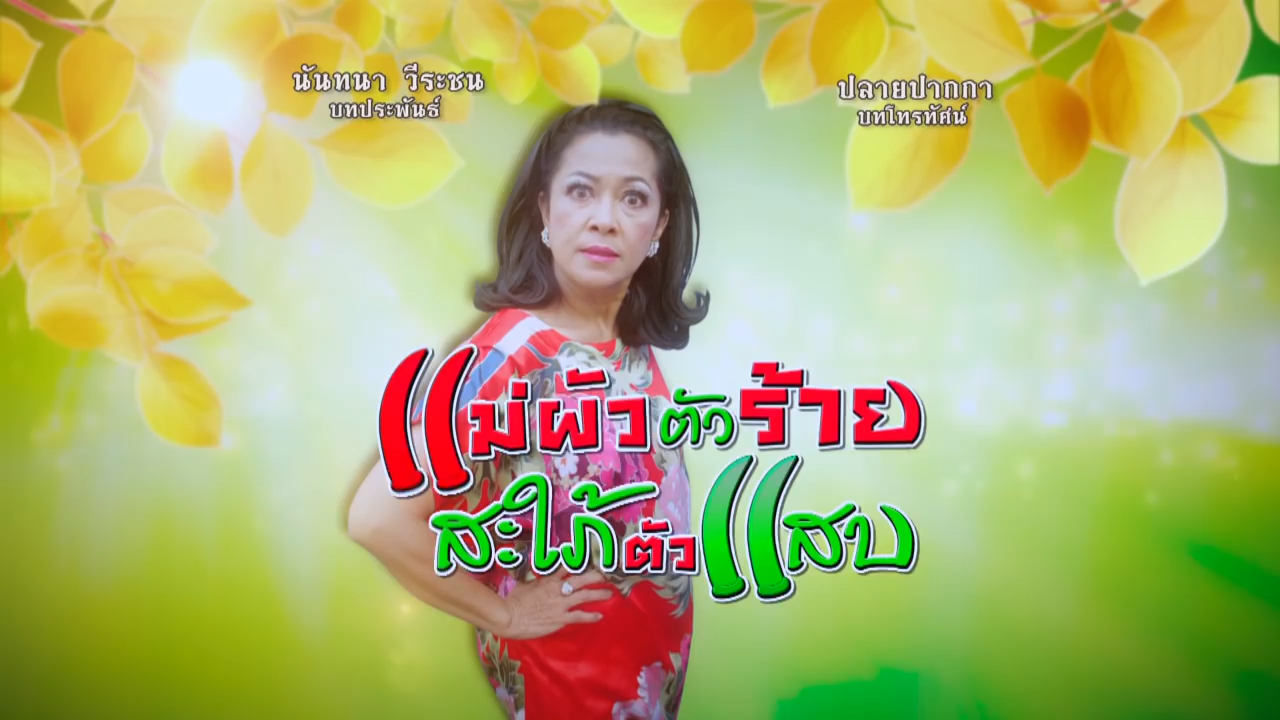 นันทนา วีระชน
บทประพันธ์
ปลายปากกา
บทโทรทัศน์
แม่ผัวตัวร้าย
สะใภ้ตัวแสบ